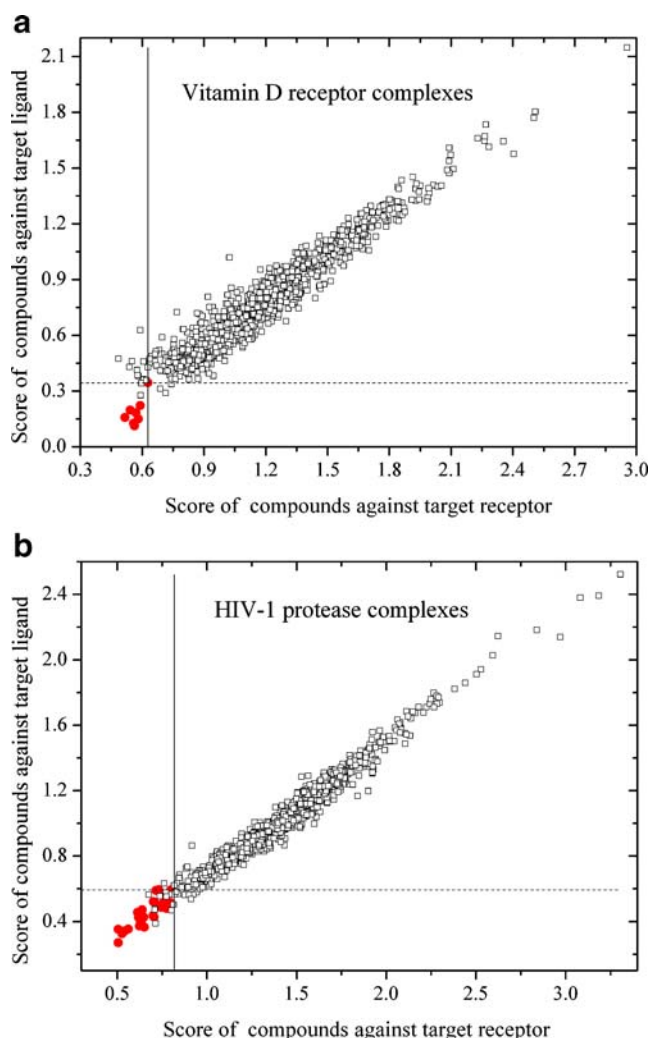 a
Vitamin D receptor complexes
Score of compounds against target ligand
2.1
1.8
1.5
1.2
0.9
0.6
0.3
0.0
0.3 0.6 0.9 1.2 1.5 1.8 2.1 2.4 2.7 3.0
Score of compounds against target receptor
b
HIV-1 protease complexes
Score of compounds against target ligand
2.4
2.0
1.6
1.2
0.8
0.4
0.5 1.0 1.5 2.0 2.5 3.0
Score of compounds against target receptor